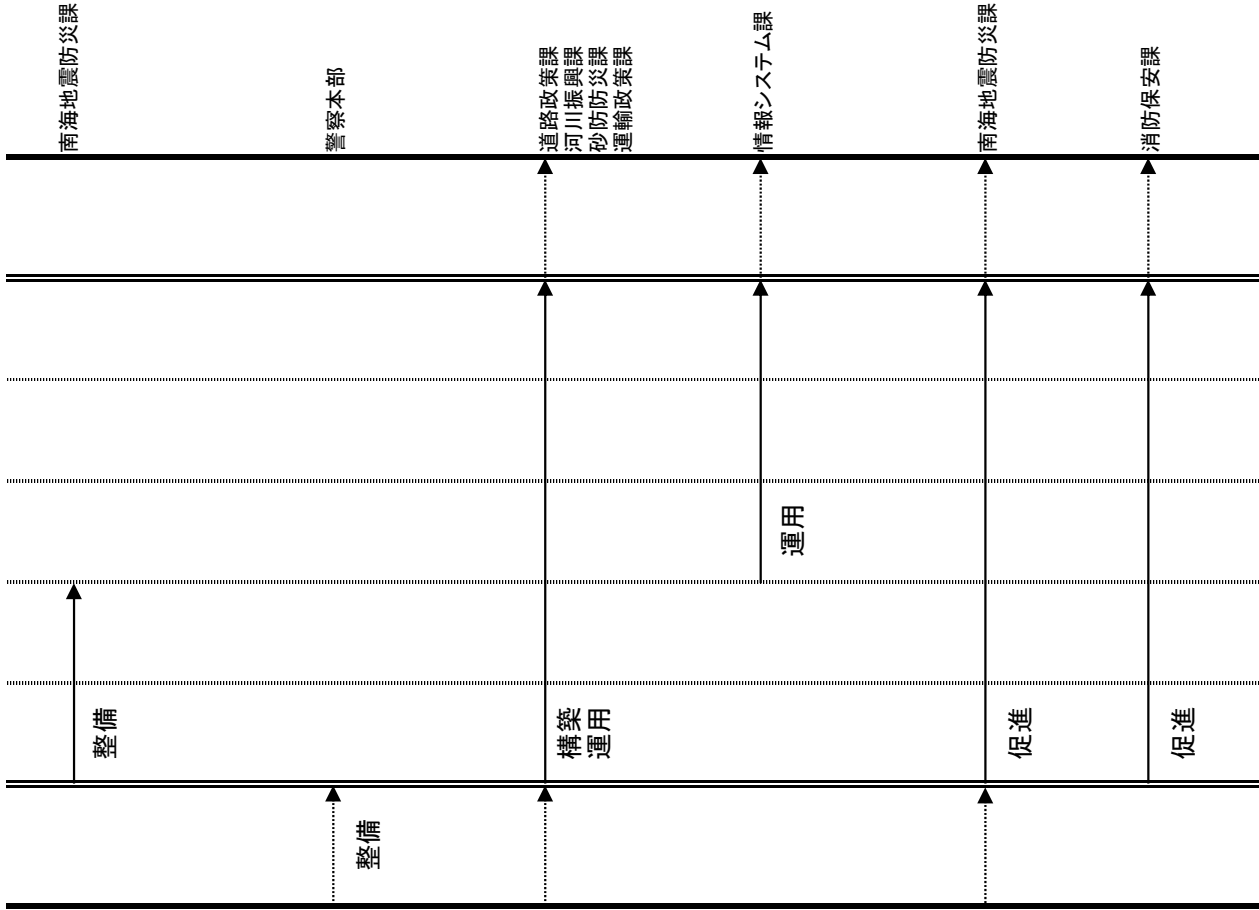 南海地震防災課
整備
警察本部
整備
道路政策課
河川振興課
砂防防災課
運輸政策課
構築
運用
情報システム課
運用
南海地震防災課
促進
消防保安課
促進